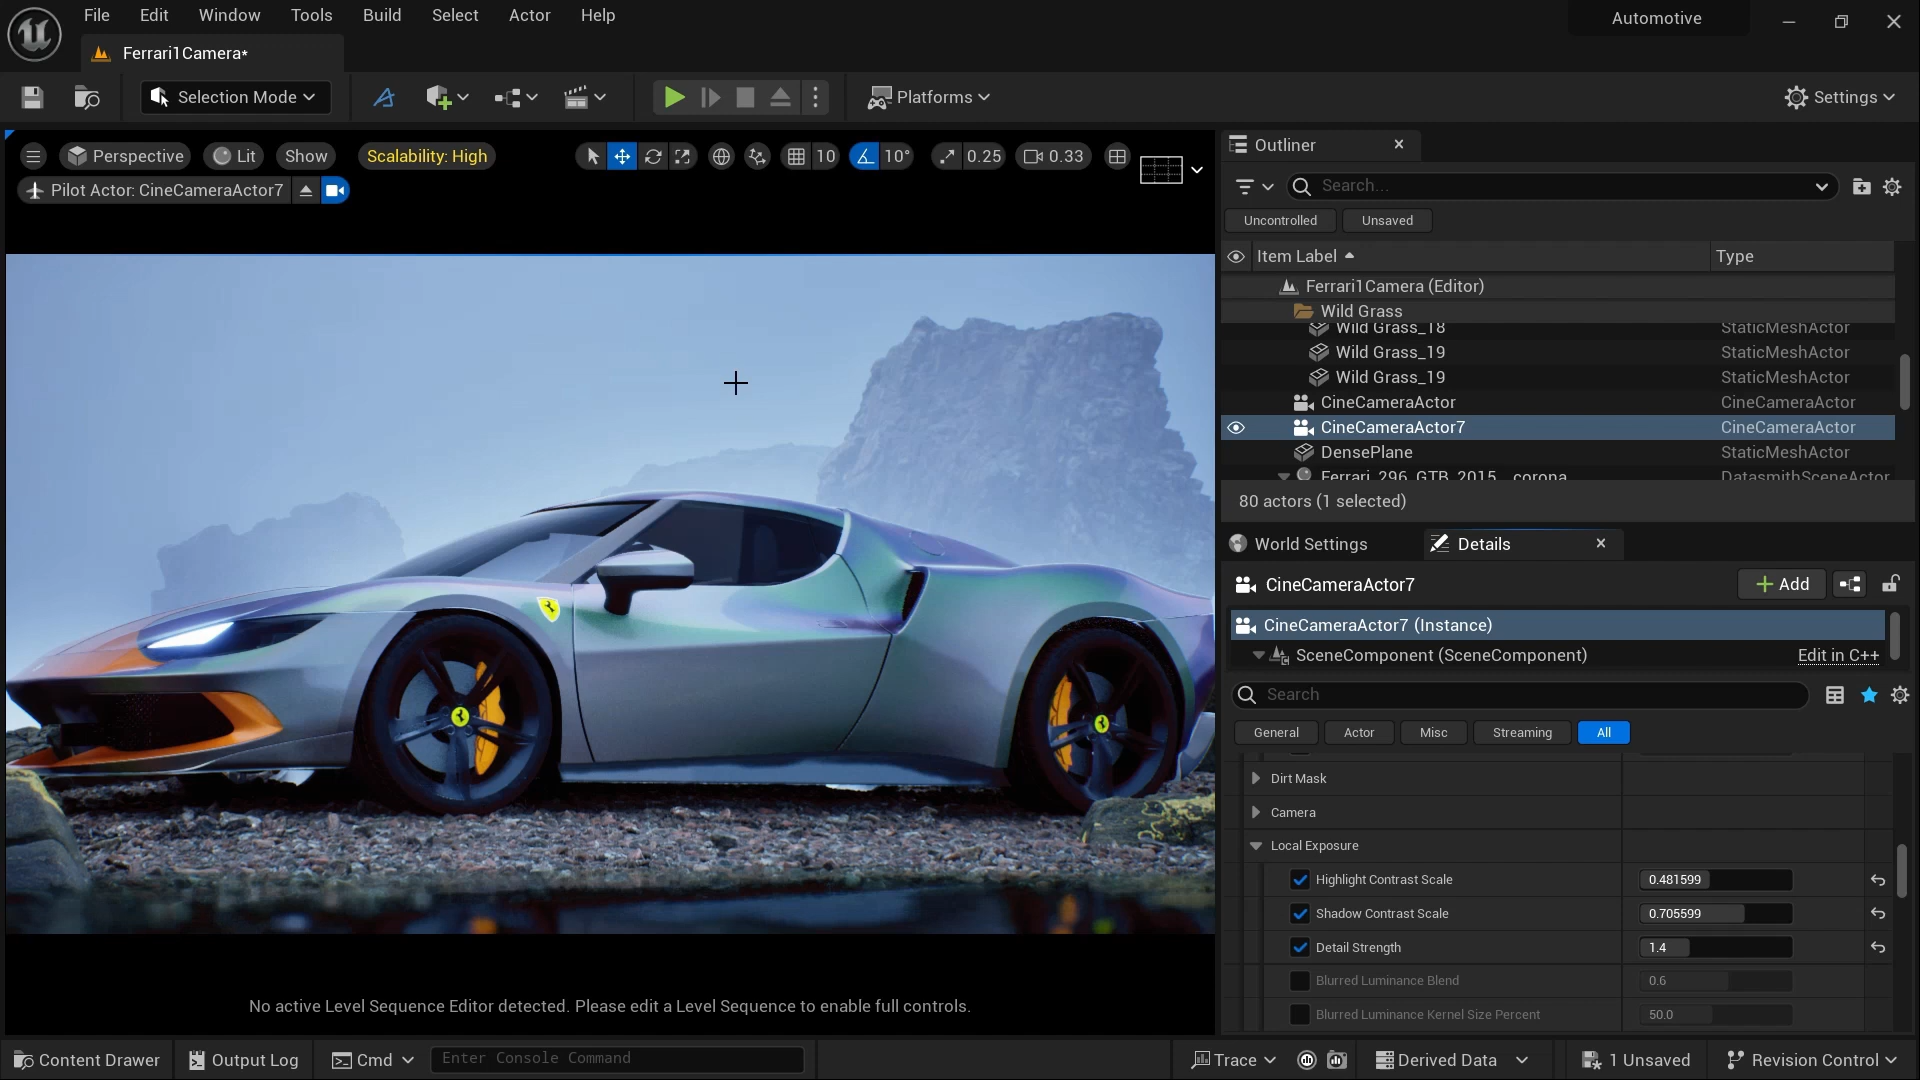 File Edit Window Tools Build Select Actor Help
Automotive
Ferrari1Camera*
Selection Mode
Platforms
Settings
Perspective Lit Show Scalability: High 10 10° 0.25 0.33
Pilot Actor: CineCameraActor7
No active Level Sequence Editor detected. Please edit a Level Sequence to enable full controls.
Outliner
Search...
Uncontrolled Unsaved
Item Label Type
Ferrari1Camera (Editor)
Wild Grass
Wild Grass_18 StaticMeshActor
Wild Grass_19 StaticMeshActor
Wild Grass_19 StaticMeshActor
CineCameraActor CineCameraActor
CineCameraActor7 CineCameraActor
DensePlane StaticMeshActor
Ferrari_296_GTB_2015__corona DatasmithSceneActor
80 actors (1 selected)
World Settings Details
CineCameraActor7 Add
CineCameraActor7 (Instance)
SceneComponent (SceneComponent) Edit in C++
Search
General Actor Misc Streaming All
Dirt Mask
Camera
Local Exposure
Highlight Contrast Scale 0.481599
Shadow Contrast Scale 0.705599
Detail Strength 1.4
Blurred Luminance Blend 0.6
Blurred Luminance Kernel Size Percent 50.0
Content Drawer Output Log Cmd Enter Console Command Trace Derived Data 1 Unsaved Revision Control